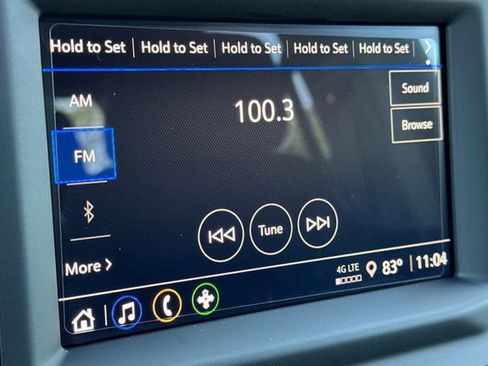 Hold to Set Hold to Set Hold to Set Hold to Set Hold to Set
AM
100.3
Sound
FM
Browse
Tune
More
4G LTE
83° 11:04